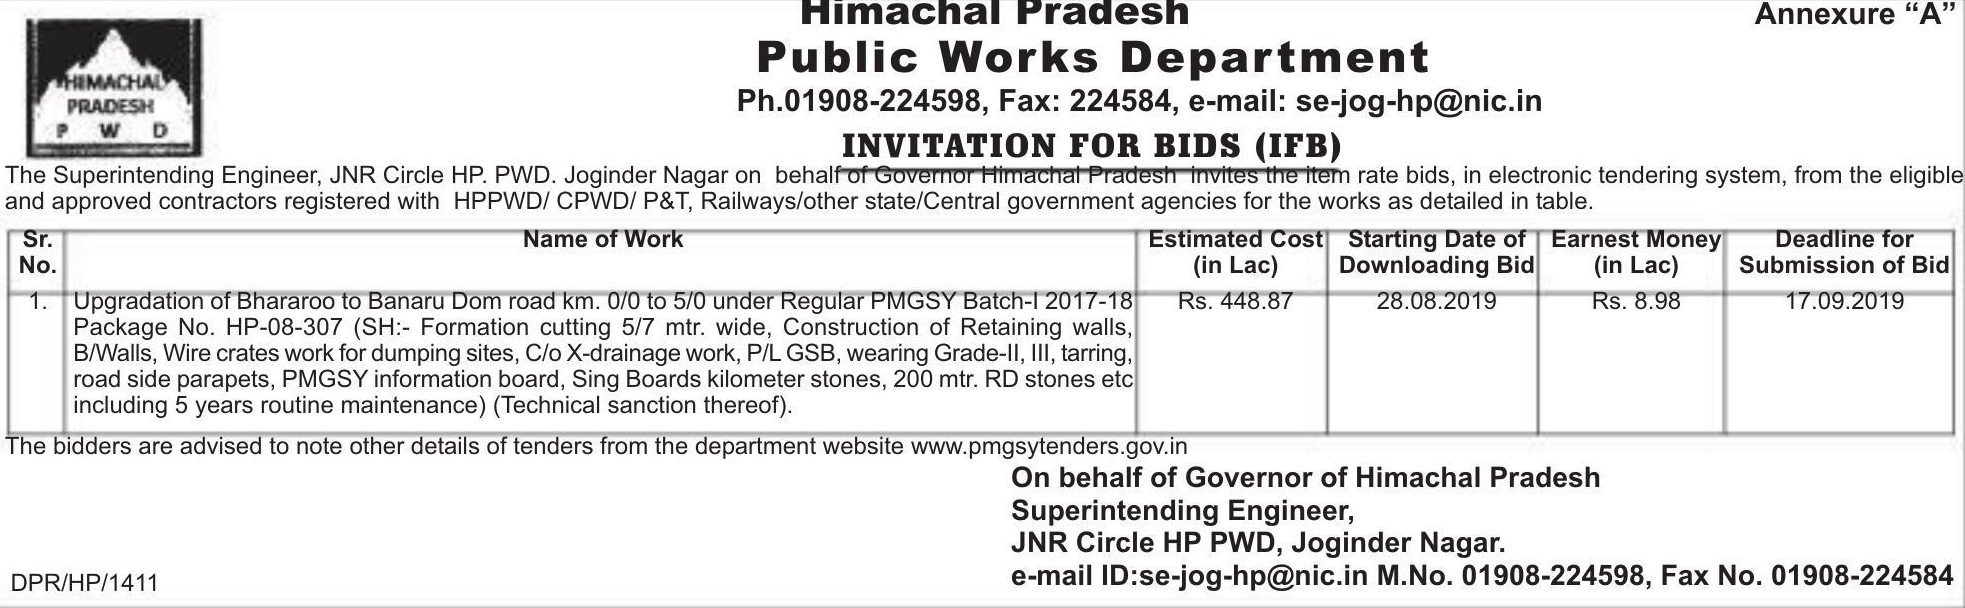 Himachal Pradesh
Annexure “A”
HIMACHAL
PRADESH
P W D
Public Works Department
Ph.01908-224598, Fax: 224584, e-mail: se-jog-hp@nic.in
INVITATION FOR BIDS (IFB)
The Superintending Engineer, JNR Circle HP. PWD. Joginder Nagar on behalf of Governor Himachal Pradesh Invites the item rate bids, in electronic tendering system, from the eligible
and approved contractors registered with HPPWD/ CPWD/ P&T, Railways/other state/Central government agencies for the works as detailed in table.
Sr. No.
Name of Work
Estimated Cost (in Lac)
Starting Date of Downloading Bid
Earnest Money (in Lac)
Deadline for Submission of Bid
1.
Upgradation of Bhararoo to Banaru Dom road km. 0/0 to 5/0 under Regular PMGSY Batch-I 2017-18
Package No. HP-08-307 (SH:- Formation cutting 5/7 mtr. wide, Construction of Retaining walls,
B/Walls, Wire crates work for dumping sites, C/o X-drainage work, P/L GSB, wearing Grade-II, III, tarring,
road side parapets, PMGSY information board, Sing Boards kilometer stones, 200 mtr. RD stones etc
including 5 years routine maintenance) (Technical sanction thereof).
Rs. 448.87
28.08.2019
Rs. 8.98
17.09.2019
The bidders are advised to note other details of tenders from the department website www.pmgsytenders.gov.in
On behalf of Governor of Himachal Pradesh
Superintending Engineer,
JNR Circle HP PWD, Joginder Nagar.
e-mail ID:se-jog-hp@nic.in M.No. 01908-224598, Fax No. 01908-224584
DPR/HP/1411